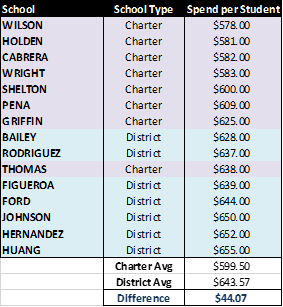 School School Type Spend per Student
WILSON Charter $578.00
HOLDEN Charter $581.00
CABRERA Charter $582.00
WRIGHT Charter $583.00
SHELTON Charter $600.00
PENA Charter $609.00
GRIFFIN Charter $625.00
BAILEY District $628.00
RODRIGUEZ District $637.00
THOMAS Charter $638.00
FIGUEROA District $639.00
FORD District $644.00
JOHNSON District $650.00
HERNANDEZ District $652.00
HUANG District $655.00
Charter Avg $599.50
District Avg $643.57
Difference $44.07